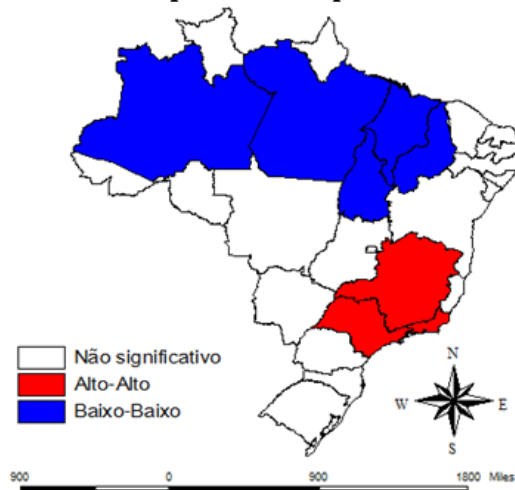 Não significativo
Alto-Alto
Baixo-Baixo
N
W
E
S
900
0
900
1800 Miles